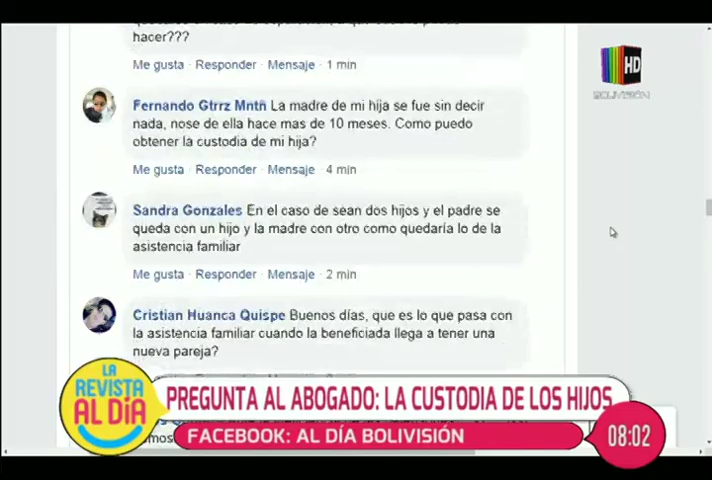 hacer???
Me gusta · Responder · Mensaje · 1 min
Fernando Gtrrz Mntñ La madre de mi hija se fue sin decir
nada, nose de ella hace mas de 10 meses. Como puedo
obtener la custodia de mi hija?
Me gusta · Responder · Mensaje · 4 min
Sandra Gonzales En el caso de sean dos hijos y el padre se
queda con un hijo y la madre con otro como quedaría lo de la
asistencia familiar
Me gusta · Responder · Mensaje · 2 min
Cristian Huanca Quispe Buenos días, que es lo que pasa con
la asistencia familiar cuando la beneficiada llega a tener una
nueva pareja?
HD
BOLIVISIÓN
LA
REVISTA
AL DÍA
PREGUNTA AL ABOGADO: LA CUSTODIA DE LOS HIJOS
FACEBOOK: AL DÍA BOLIVISIÓN
08:02